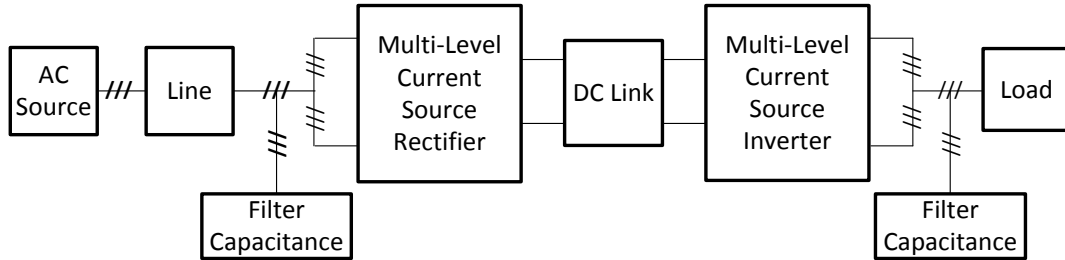 AC
Source
Line
Filter
Capacitance
Multi-Level
Current
Source
Rectifier
DC Link
Multi-Level
Current
Source
Inverter
Load
Filter
Capacitance